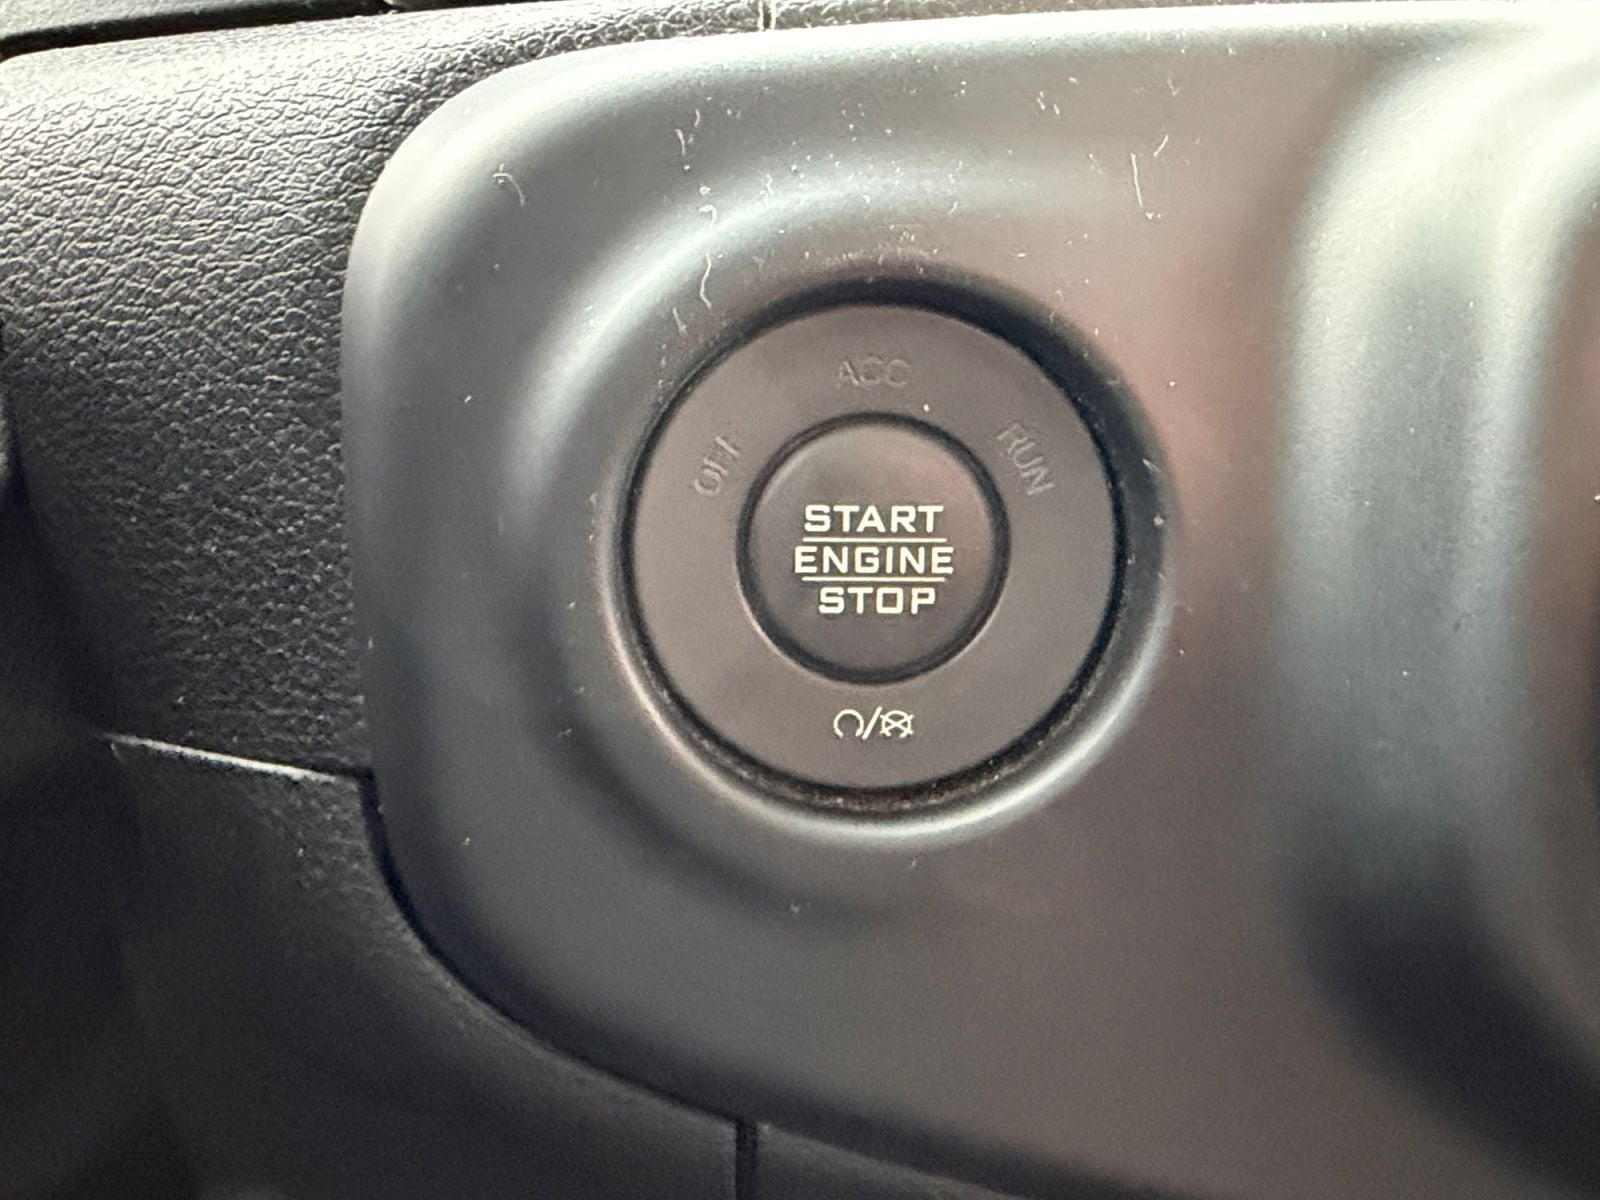 ACC
OFF
RUN
START
ENGINE
STOP